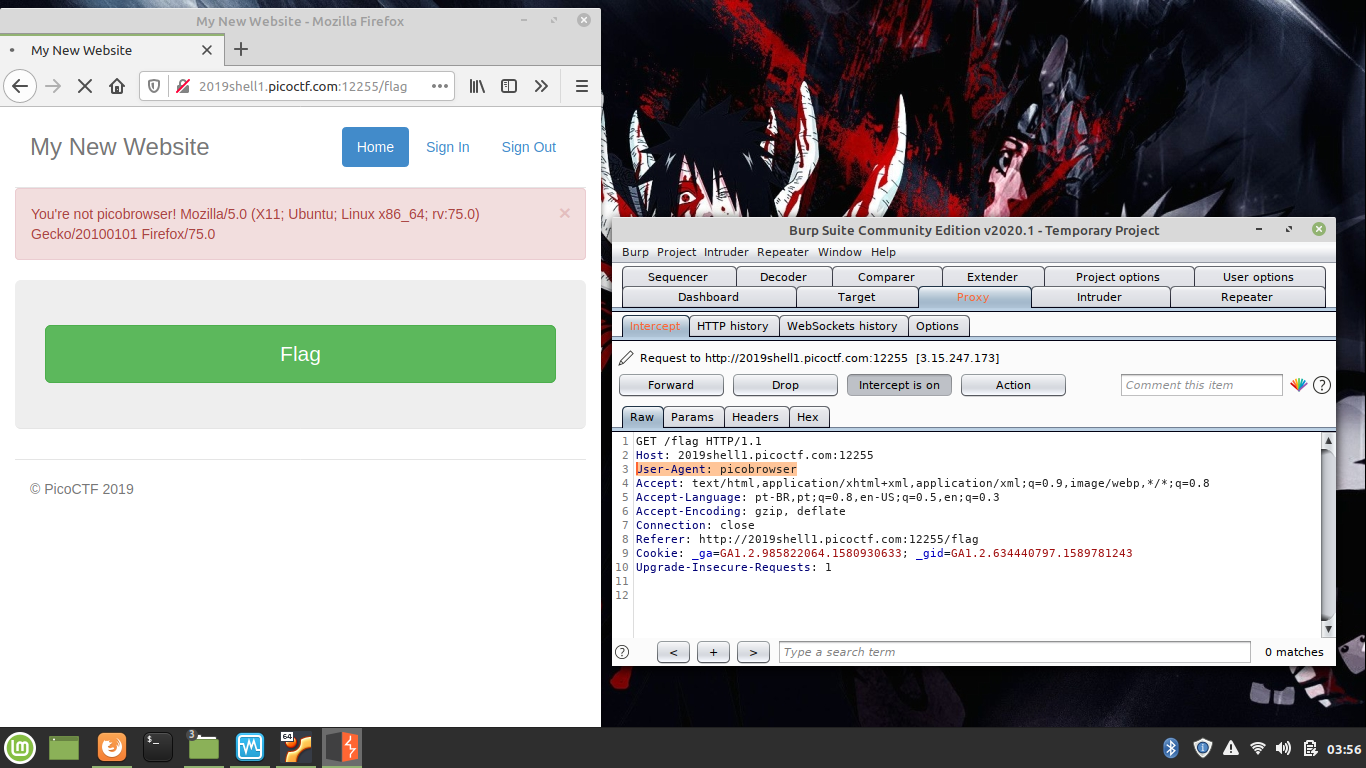 My New Website - Mozilla Firefox
My New Website
2019shell1.picoctf.com:12255/flag
My New Website
Home
Sign In
Sign Out
You're not picobrowser! Mozilla/5.0 (X11; Ubuntu; Linux x86_64; rv:75.0)
Gecko/20100101 Firefox/75.0
×
Flag
© PicoCTF 2019
Burp Suite Community Edition v2020.1 - Temporary Project
Burp Project Intruder Repeater Window Help
Sequencer Decoder Comparer Extender Project options User options
Dashboard Target Proxy Intruder Repeater
Intercept HTTP history WebSockets history Options
Request to http://2019shell1.picoctf.com:12255 [3.15.247.173]
Forward Drop Intercept is on Action Comment this item ?
Raw Params Headers Hex
1 GET /flag HTTP/1.1
2 Host: 2019shell1.picoctf.com:12255
3 User-Agent: picobrowser
4 Accept: text/html,application/xhtml+xml,application/xml;q=0.9,image/webp,*/*;q=0.8
5 Accept-Language: pt-BR,pt;q=0.8,en-US;q=0.5,en;q=0.3
6 Accept-Encoding: gzip, deflate
7 Connection: close
8 Referer: http://2019shell1.picoctf.com:12255/flag
9 Cookie: _ga=GA1.2.985822064.1580930633; _gid=GA1.2.634440797.1589781243
10 Upgrade-Insecure-Requests: 1
11
12
? < + > Type a search term 0 matches
$_
3
64
03:56